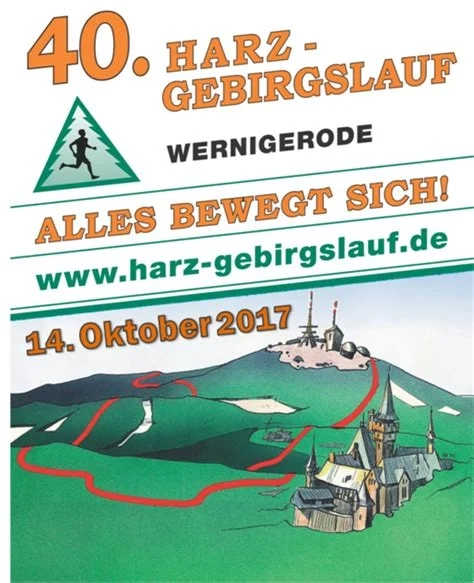 40. HARZ -
GEBIRGSLAUF
WERNIGERODE
ALLES BEWEGT SICH!
www.harz-gebirgslauf.de
14. Oktober 2017